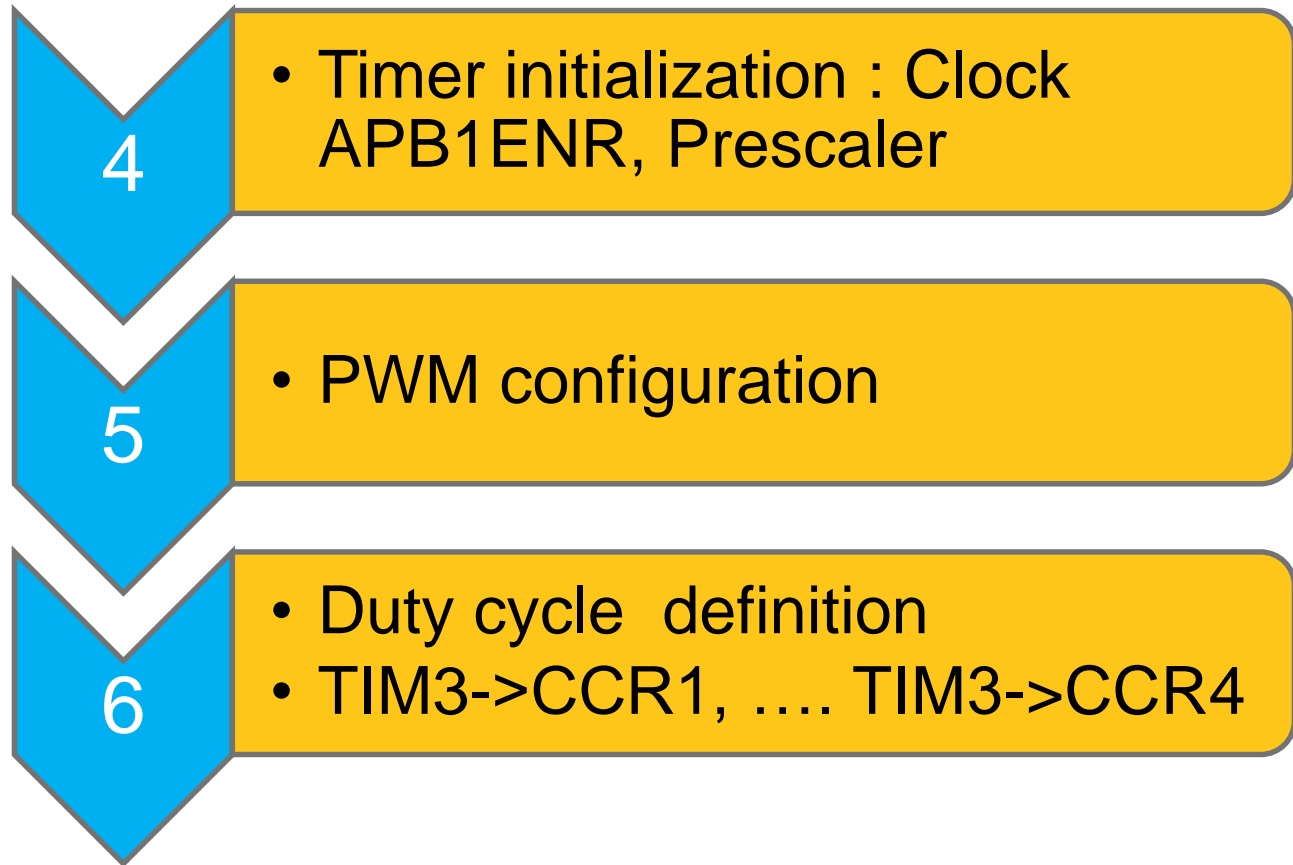 4
• Timer initialization : Clock
APB1ENR, Prescaler
5
• PWM configuration
6
• Duty cycle  definition
• TIM3->CCR1, …. TIM3->CCR4